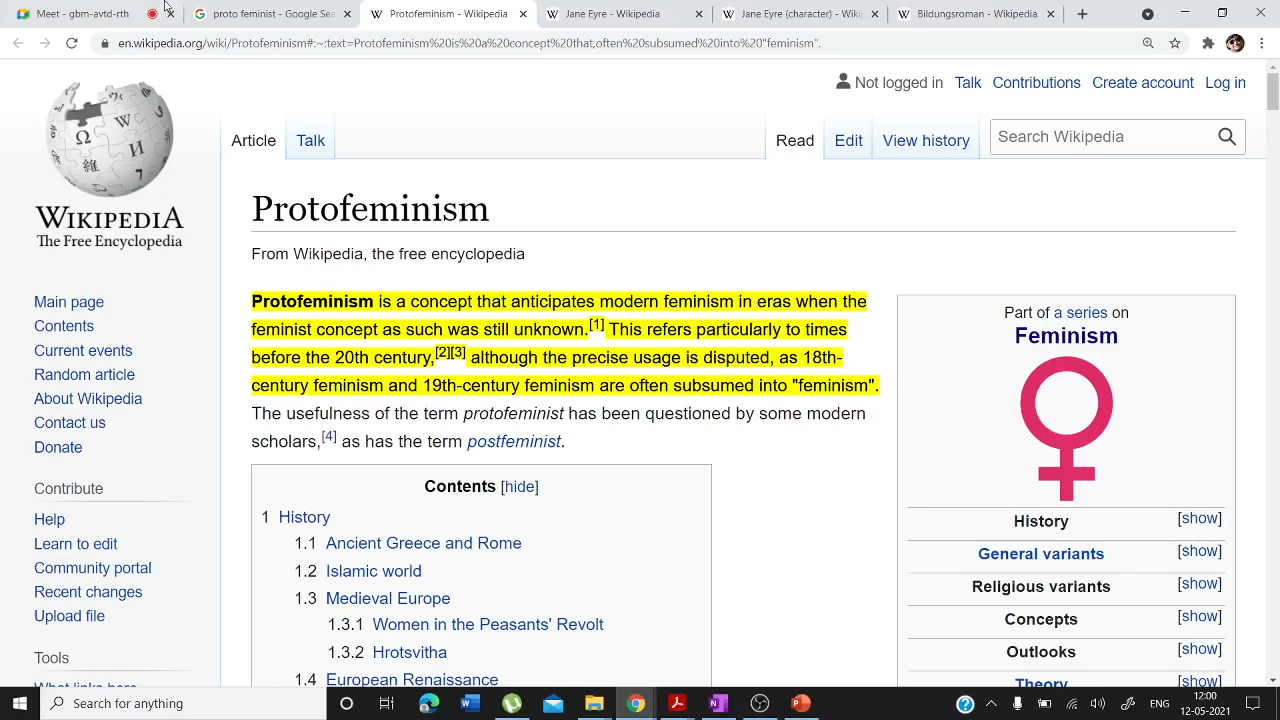 Meet - gbm-avtd-rth
proto feminist - Google Sea
Protofeminism - Wikipedia
Jane Eyre - Wikipedia
Jane Eyre (character) - Wikip
Bildungsroman - Wikipedia
en.wikipedia.org/wiki/Protofeminism#:~:text=Protofeminism%20is%20a%20concept%20that,often%20subsumed%20into%20"feminism".
Not logged in Talk Contributions Create account Log in
Article Talk Read Edit View history Search Wikipedia
WIKIPEDIA
The Free Encyclopedia
Main page
Contents
Current events
Random article
About Wikipedia
Contact us
Donate
Contribute
Help
Learn to edit
Community portal
Recent changes
Upload file
Tools
What links here
Protofeminism
From Wikipedia, the free encyclopedia
Protofeminism is a concept that anticipates modern feminism in eras when the
feminist concept as such was still unknown.[1] This refers particularly to times
before the 20th century,[2][3] although the precise usage is disputed, as 18th-
century feminism and 19th-century feminism are often subsumed into "feminism".
The usefulness of the term protofeminist has been questioned by some modern
scholars,[4] as has the term postfeminist.
Contents [hide]
1 History
1.1 Ancient Greece and Rome
1.2 Islamic world
1.3 Medieval Europe
1.3.1 Women in the Peasants' Revolt
1.3.2 Hrotsvitha
1.4 European Renaissance
Part of a series on
Feminism
History [show]
General variants [show]
Religious variants [show]
Concepts [show]
Outlooks [show]
Theory [show]
Search for anything
ENG
12:00
12-05-2021